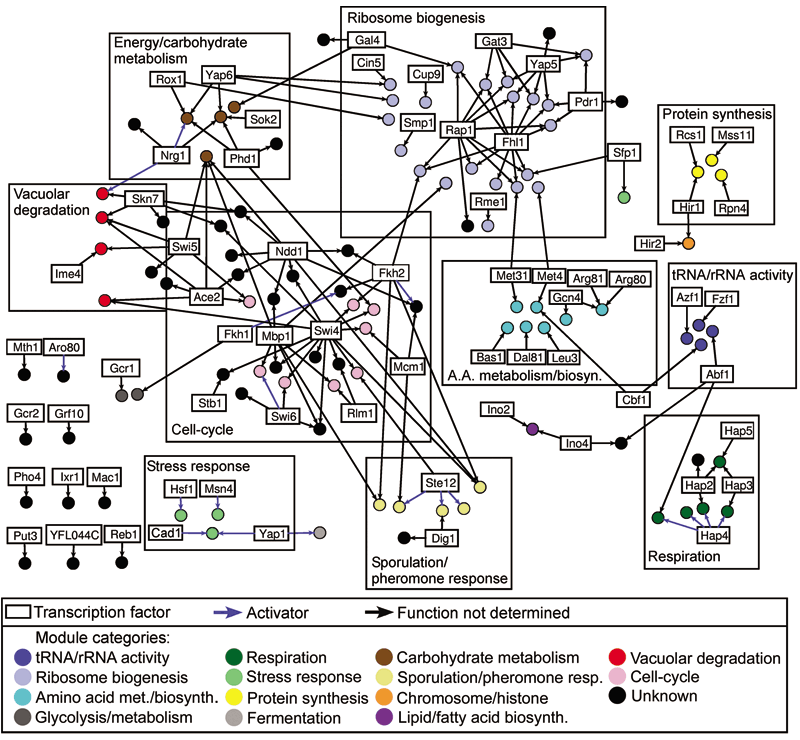 Ribosome biogenesis
Energy/carbohydrate
metabolism
Gal4
Gat3
Rox1
Yap6
Cin5
Cup9
Yap5
Sok2
Smp1
Rap1
Pdr1
Fhl1
Nrg1
Phd1
Sfp1
Protein synthesis
Rcs1
Mss11
Hir1
Rpn4
Hir2
Vacuolar
degradation
Skn7
Swi5
Ime4
Ace2
Rme1
Ndd1
Fkh2
Fkh1
Mbp1
Swi4
Mcm1
Stb1
Swi6
Rlm1
Cell-cycle
Met31
Met4
Arg81
Arg80
Gcn4
Bas1
Dal81
Leu3
A.A. metabolism/biosyn.
tRNA/rRNA activity
Azf1
Fzf1
Abf1
Cbf1
Mth1
Aro80
Gcr1
Gcr2
Grf10
Pho4
Ixr1
Mac1
Put3
YFL044C
Reb1
Ino2
Ino4
Stress response
Hsf1
Msn4
Cad1
Yap1
Ste12
Dig1
Sporulation/
pheromone response
Hap5
Hap2
Hap3
Hap4
Respiration
Transcription factor
Activator
Function not determined
Module categories:
tRNA/rRNA activity
Respiration
Carbohydrate metabolism
Vacuolar degradation
Ribosome biogenesis
Stress response
Sporulation/pheromone resp.
Cell-cycle
Amino acid met./biosynth.
Protein synthesis
Chromosome/histone
Unknown
Glycolysis/metabolism
Fermentation
Lipid/fatty acid biosynth.